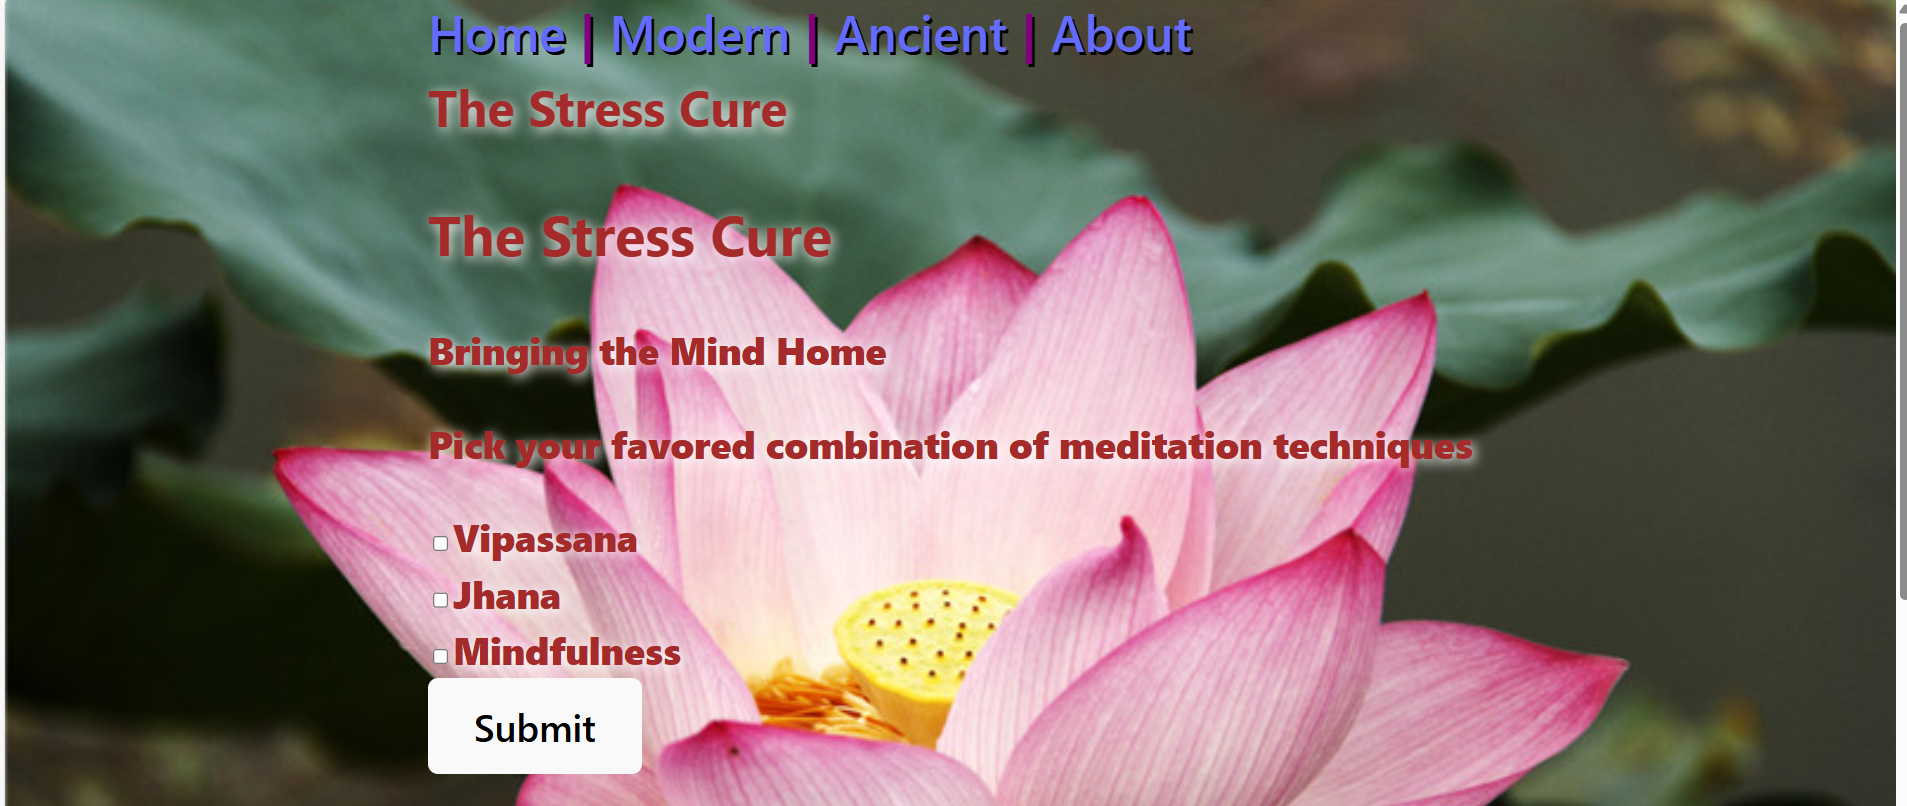 Home | Modern | Ancient | About
The Stress Cure
The Stress Cure
Bringing the Mind Home
Pick your favored combination of meditation techniques
Vipassana
Jhana
Mindfulness
Submit